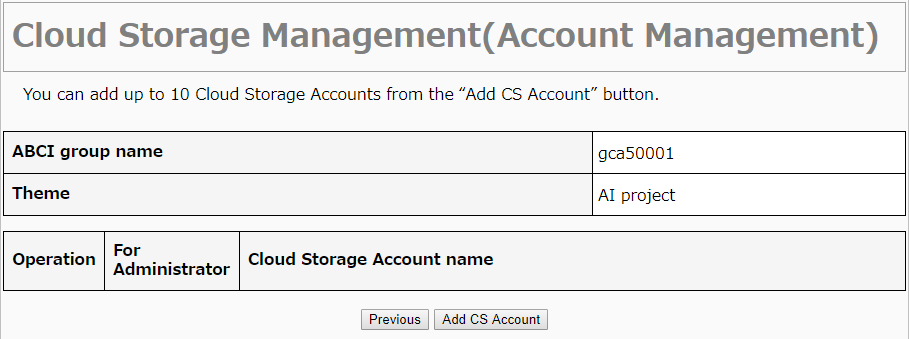 Cloud Storage Management(Account Management)
You can add up to 10 Cloud Storage Accounts from the “Add CS Account” button.
ABCI group name gca50001
Theme AI project
Operation For Administrator Cloud Storage Account name
Previous Add CS Account